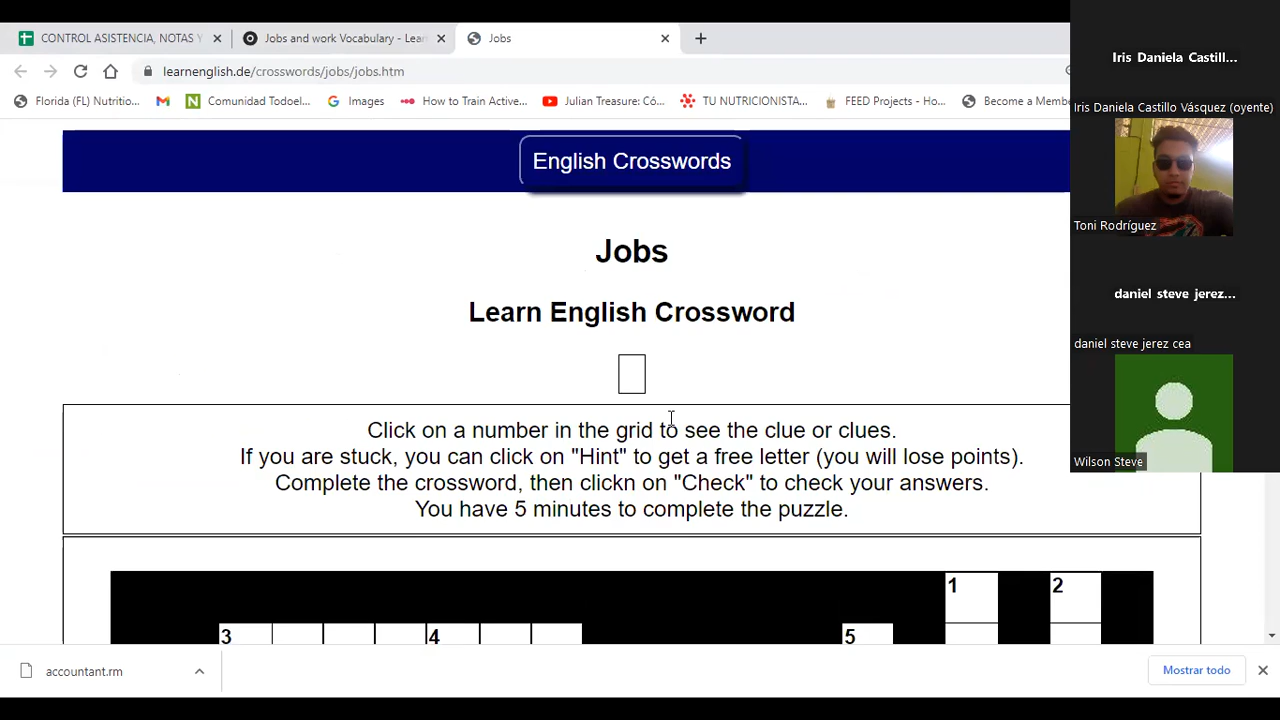 CONTROL ASISTENCIA, NOTAS Y
Jobs and work Vocabulary - Lea
Jobs
learnenglish.de/crosswords/jobs/jobs.htm
Florida (FL) Nutritio...
Comunidad Todoel...
Images
How to Train Active...
Julian Treasure: Có...
TU NUTRICIONISTA...
FEED Projects - Ho...
Become a Membe
English Crosswords
Jobs
Learn English Crossword
Click on a number in the grid to see the clue or clues.
If you are stuck, you can click on "Hint" to get a free letter (you will lose points).
Complete the crossword, then clickn on "Check" to check your answers.
You have 5 minutes to complete the puzzle.
1 2
3 4 5
accountant.rm
Mostrar todo
Iris Daniela Castill...
Iris Daniela Castillo Vásquez (oyente)
Toni Rodríguez
daniel steve jerez...
daniel steve jerez cea
Wilson Steve